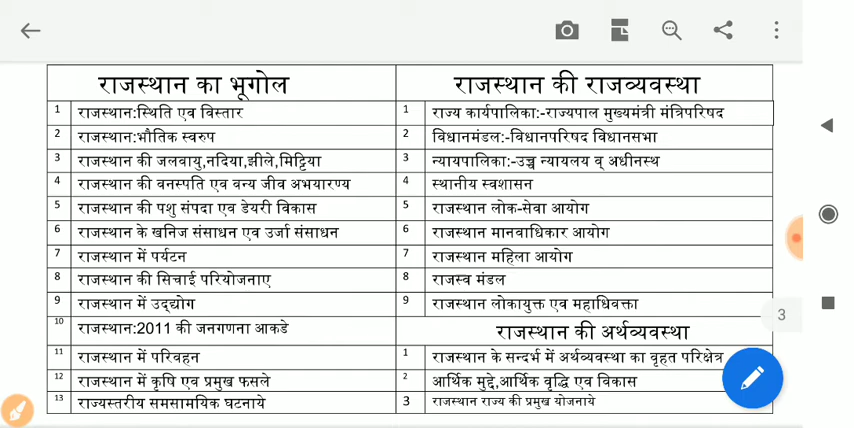 राजस्थान का भूगोल
1 राजस्थान:स्थिति एव विस्तार
2 राजस्थान:भौतिक स्वरुप
3 राजस्थान की जलवायु,नदिया,झीले,मिट्टिया
4 राजस्थान की वनस्पति एव वन्य जीव अभयारण्य
5 राजस्थान की पशु संपदा एव डेयरी विकास
6 राजस्थान के खनिज संसाधन एव उर्जा संसाधन
7 राजस्थान में पर्यटन
8 राजस्थान की सिचाई परियोजनाए
9 राजस्थान में उद्द्योग
10 राजस्थान:2011 की जनगणना आकडे
11 राजस्थान में परिवहन
12 राजस्थान में कृषि एव प्रमुख फसले
13 राज्यस्तरीय समसामयिक घटनाये
राजस्थान की राजव्यवस्था
1 राज्य कार्यपालिका:-राज्यपाल मुख्यमंत्री मंत्रिपरिषद
2 विधानमंडल:-विधानपरिषद विधानसभा
3 न्यायपालिका:-उच्च न्यायलय व् अधीनस्थ
4 स्थानीय स्वशासन
5 राजस्थान लोक-सेवा आयोग
6 राजस्थान मानवाधिकार आयोग
7 राजस्थान महिला आयोग
8 राजस्व मंडल
9 राजस्थान लोकायुक्त एव महाधिवक्ता
राजस्थान की अर्थव्यवस्था
1 राजस्थान के सन्दर्भ में अर्थव्यवस्था का वृहत परिक्षेत्र
2 आर्थिक मुद्दे,आर्थिक वृद्धि एव विकास
3 राजस्थान राज्य की प्रमुख योजनाये
3